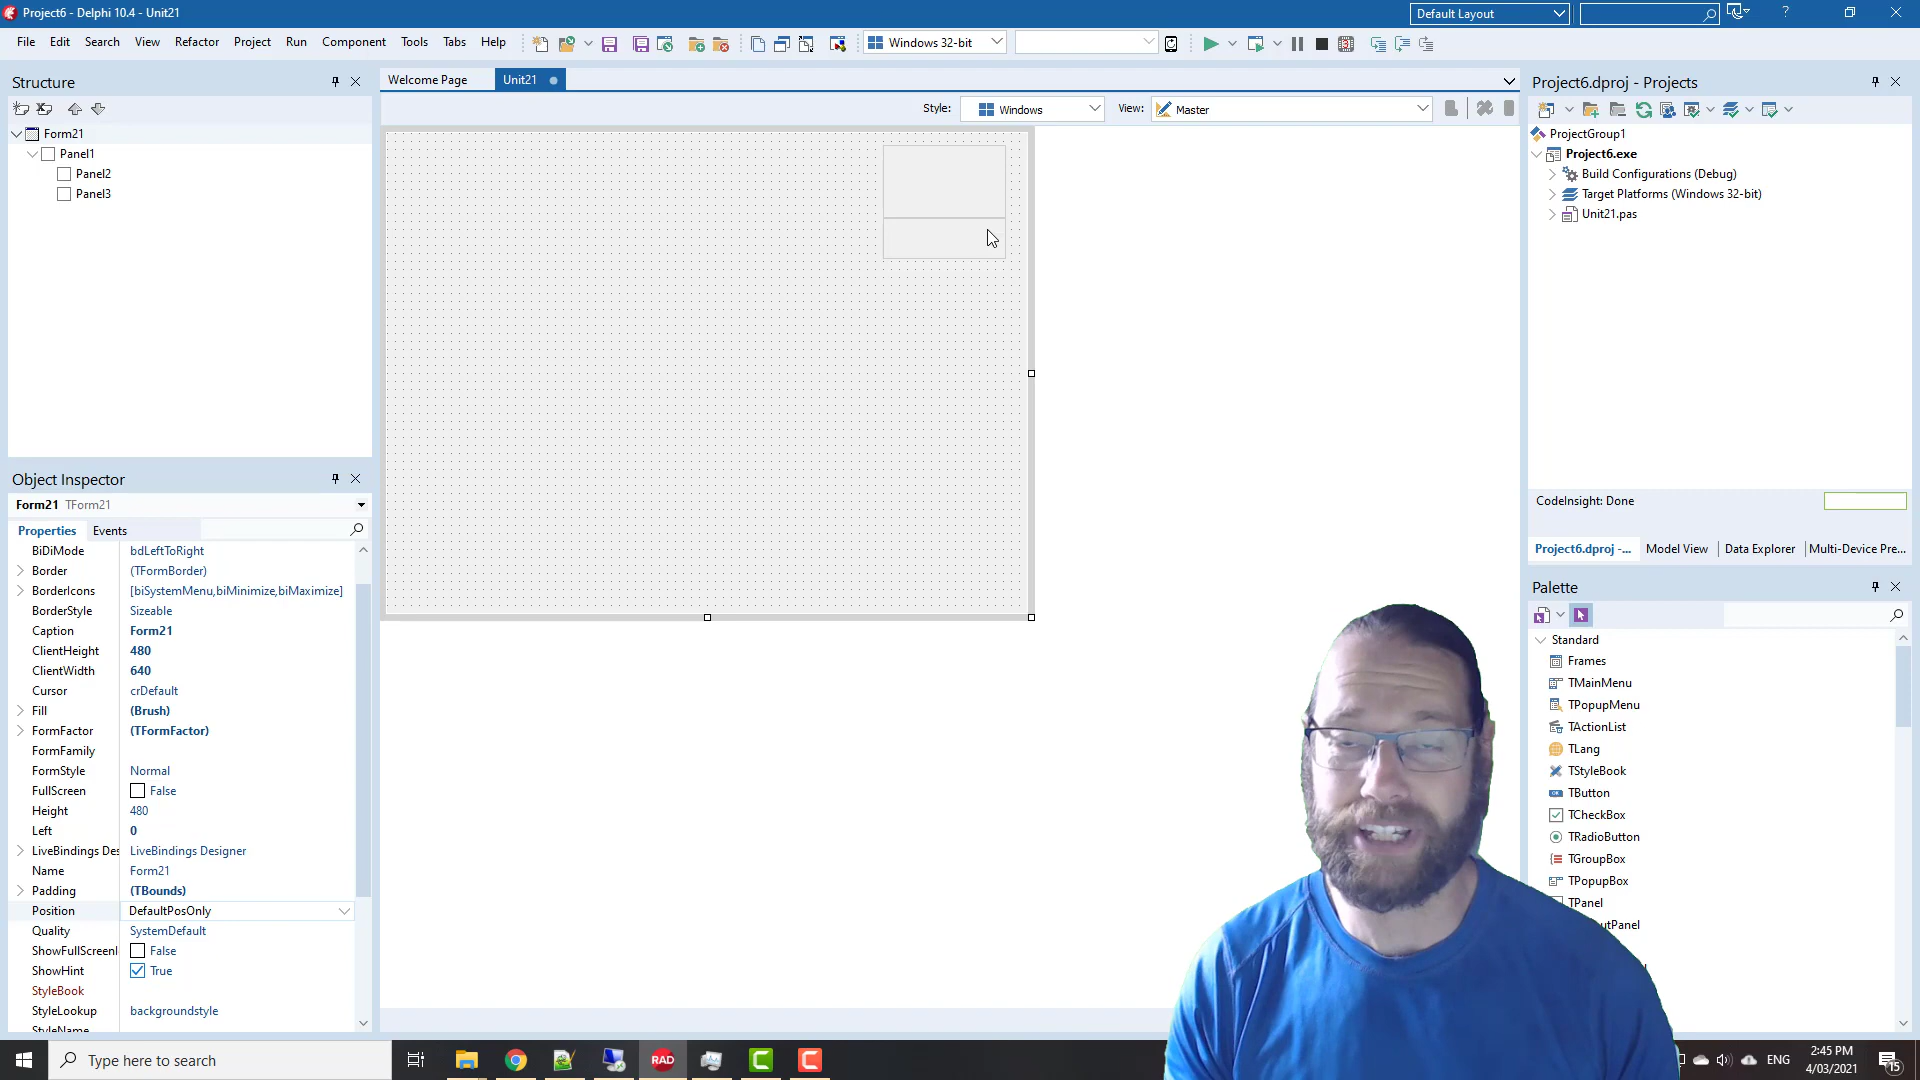 Project6 - Delphi 10.4 - Unit21
Default Layout
?
File Edit Search View Refactor Project Run Component Tools Tabs Help
Windows 32-bit
Structure
Form21
Panel1
Panel2
Panel3
Welcome Page Unit21
Style: Windows View: Master
Project6.dproj - Projects
ProjectGroup1
Project6.exe
Build Configurations (Debug)
Target Platforms (Windows 32-bit)
Unit21.pas
CodeInsight: Done
Project6.dproj -... Model View Data Explorer Multi-Device Pre...
Object Inspector
Form21 TForm21
Properties Events
BiDiMode bdLeftToRight
Border (TFormBorder)
BorderIcons [biSystemMenu,biMinimize,biMaximize]
BorderStyle Sizeable
Caption Form21
ClientHeight 480
ClientWidth 640
Cursor crDefault
Fill (Brush)
FormFactor (TFormFactor)
FormFamily
FormStyle Normal
FullScreen False
Height 480
Left 0
LiveBindings Des LiveBindings Designer
Name Form21
Padding (TBounds)
Position DefaultPosOnly
Quality SystemDefault
ShowFullScreenI False
ShowHint True
StyleBook
StyleLookup backgroundstyle
StyleName
Palette
Standard
Frames
TMainMenu
TPopupMenu
TActionList
TLang
TStyleBook
TButton
TCheckBox
TRadioButton
TGroupBox
TPopupBox
TPanel
utPanel
Type here to search
RAD
ENG
2:45 PM
4/03/2021
15